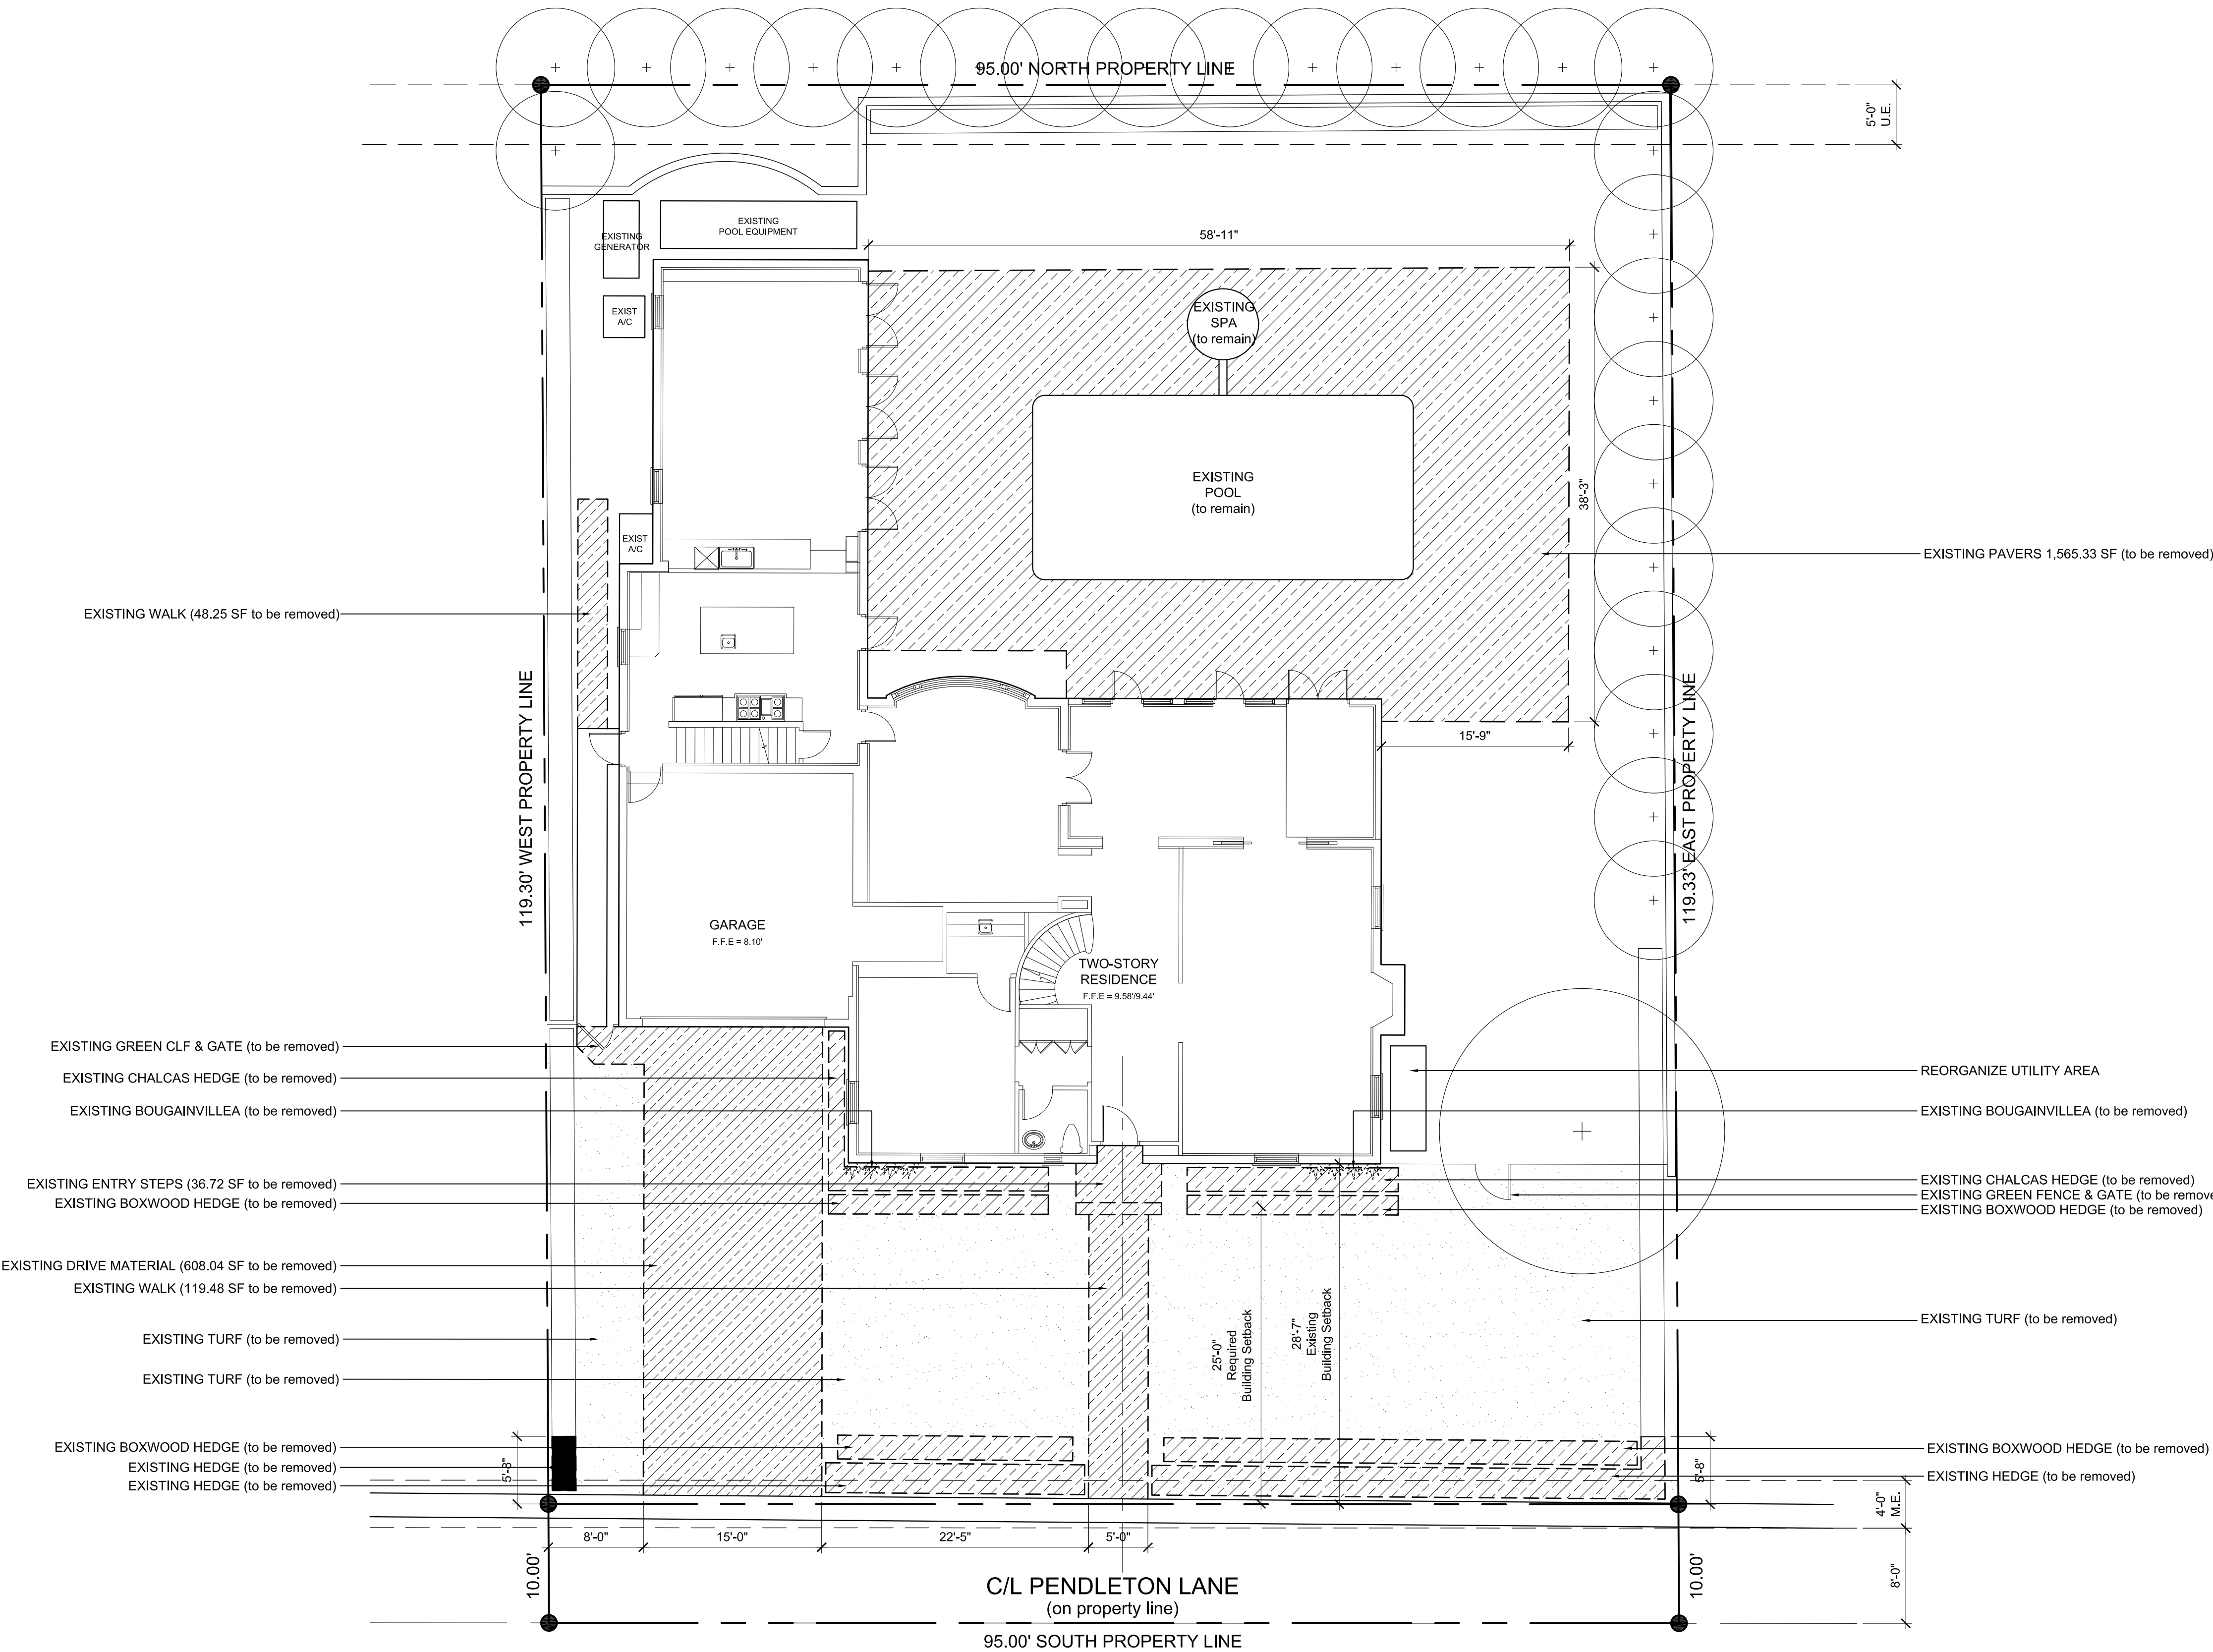 95.00' NORTH PROPERTY LINE
5'-0"
U.E.
EXISTING
GENERATOR
EXISTING
POOL EQUIPMENT
58'-11"
EXIST
A/C
EXISTING
SPA
(to remain)
EXISTING
POOL
(to remain)
38'-3"
EXIST
A/C
EXISTING PAVERS 1,565.33 SF (to be removed)
EXISTING WALK (48.25 SF to be removed)
119.30' WEST PROPERTY LINE
15'-9"
119.33' EAST PROPERTY LINE
GARAGE
F.F.E = 8.10'
TWO-STORY
RESIDENCE
F.F.E = 9.58'/9.44'
EXISTING GREEN CLF & GATE (to be removed)
EXISTING CHALCAS HEDGE (to be removed)
EXISTING BOUGAINVILLEA (to be removed)
EXISTING ENTRY STEPS (36.72 SF to be removed)
EXISTING BOXWOOD HEDGE (to be removed)
EXISTING DRIVE MATERIAL (608.04 SF to be removed)
EXISTING WALK (119.48 SF to be removed)
EXISTING TURF (to be removed)
EXISTING TURF (to be removed)
EXISTING BOXWOOD HEDGE (to be removed)
EXISTING HEDGE (to be removed)
EXISTING HEDGE (to be removed)
REORGANIZE UTILITY AREA
EXISTING BOUGAINVILLEA (to be removed)
EXISTING CHALCAS HEDGE (to be removed)
EXISTING GREEN FENCE & GATE (to be remove
EXISTING BOXWOOD HEDGE (to be removed)
EXISTING TURF (to be removed)
EXISTING BOXWOOD HEDGE (to be removed)
EXISTING HEDGE (to be removed)
25'-0"
Required
Building Setback
28'-7"
Existing
Building Setback
5'-8"
5'-8"
4'-0"
M.E.
8'-0"
15'-0"
22'-5"
5'-0"
10.00'
10.00'
8'-0"
C/L PENDLETON LANE
(on property line)
95.00' SOUTH PROPERTY LINE